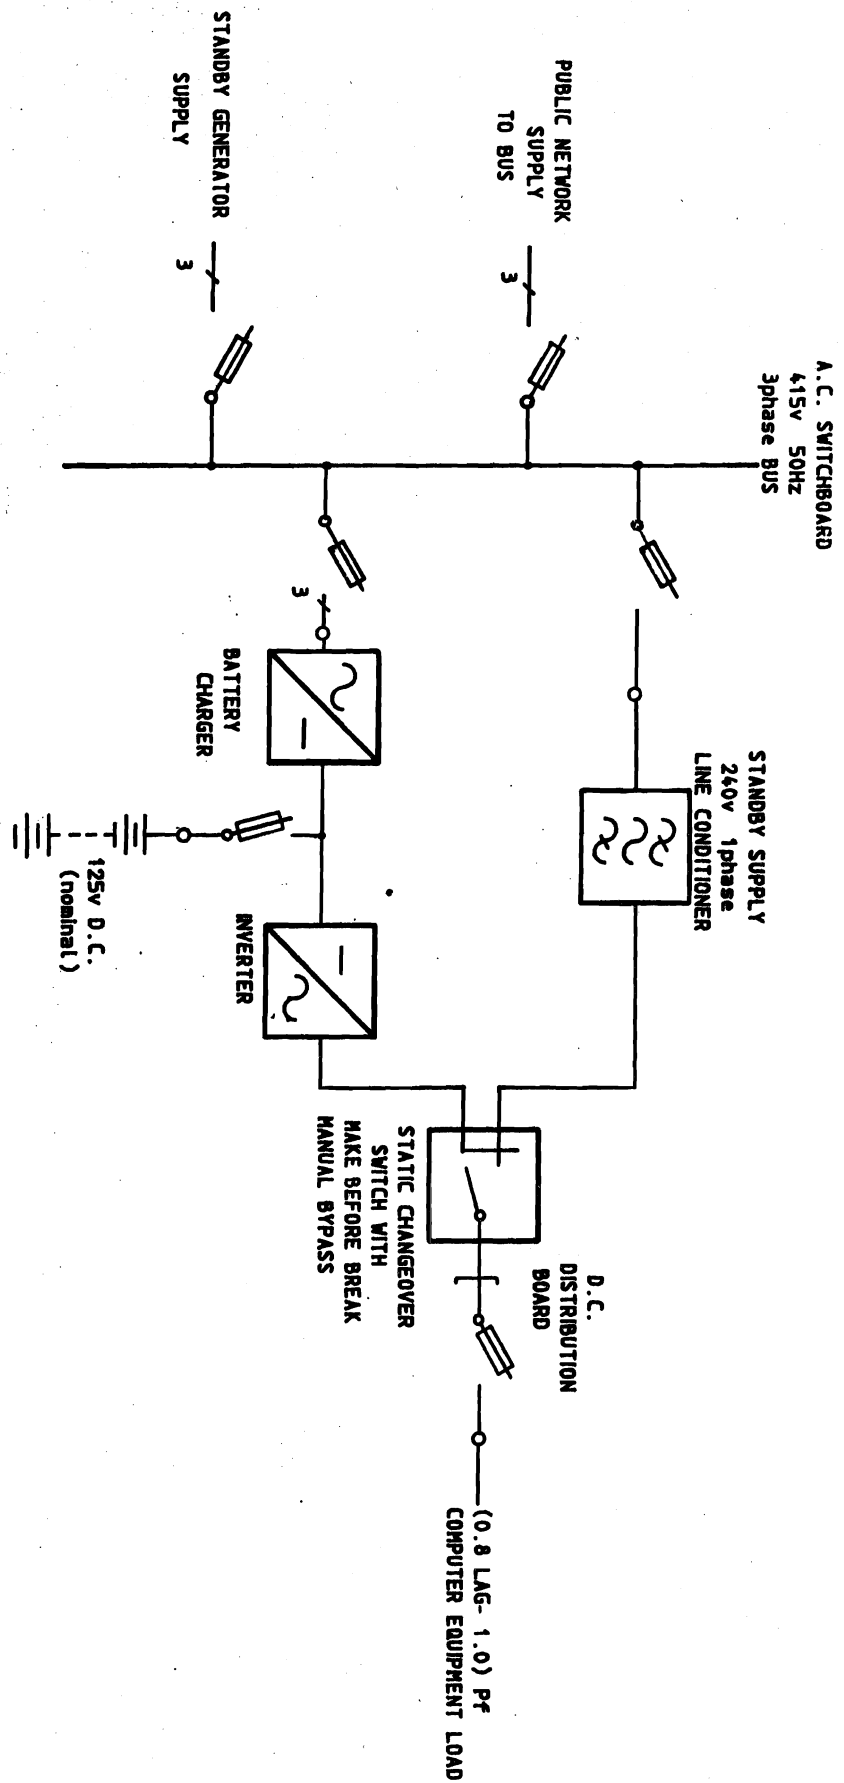 A.C. SWITCHBOARD
415v 50Hz
3phase BUS
PUBLIC NETWORK
SUPPLY
TO BUS
3
STANDBY GENERATOR
SUPPLY
3
STANDBY SUPPLY
240v 1phase
LINE CONDITIONER
3
BATTERY
CHARGER
125v D.C.
(nominal)
INVERTER
STATIC CHANGEOVER
SWITCH WITH
MAKE BEFORE BREAK
MANUAL BYPASS
D.C.
DISTRIBUTION
BOARD
(0.8 LAG- 1.0) Pf
COMPUTER EQUIPMENT LOAD